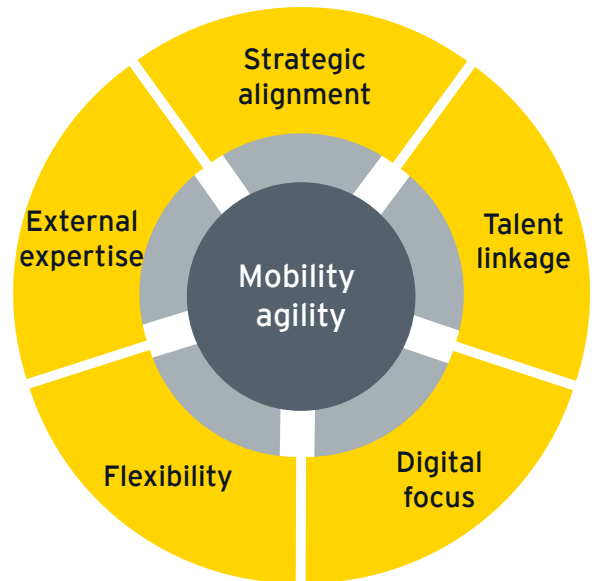 Strategic
alignment
Talent
linkage
Digital
focus
Flexibility
External
expertise
Mobility
agility